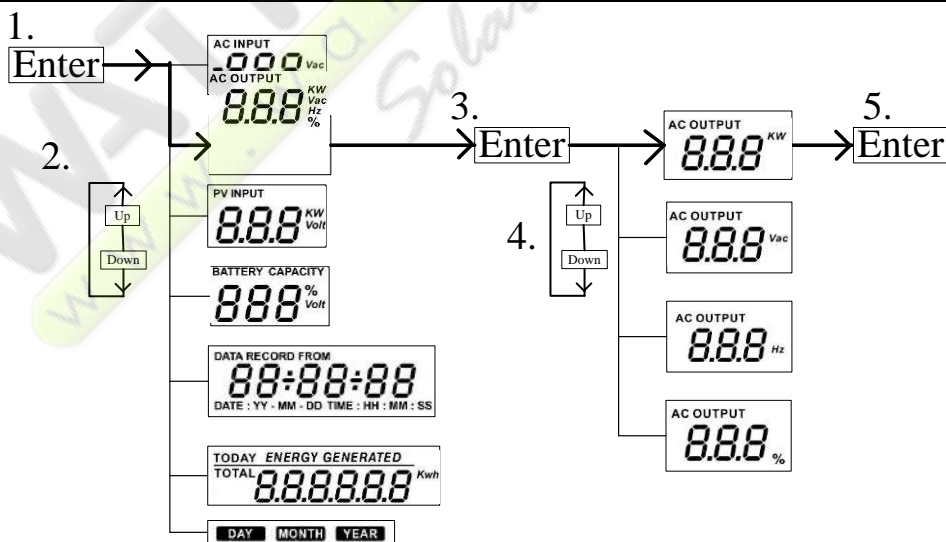 1.
Enter
AC INPUT
000 Vac
AC OUTPUT
8.8.8 KW
Vac
Hz
%
2.
Up
Down
PV INPUT
8.8.8 KW
Volt
BATTERY CAPACITY
888 %
Volt
DATA RECORD FROM
88:88:88
DATE : YY - MM - DD TIME : HH : MM : SS
TODAY ENERGY GENERATED
TOTAL 8.8.8.8.8.8 Kwh
DAY MONTH YEAR
3.
Enter
4.
Up
Down
AC OUTPUT
8.8.8 KW
AC OUTPUT
8.8.8 Vac
AC OUTPUT
8.8.8 Hz
AC OUTPUT
8.8.8 %
5.
Enter